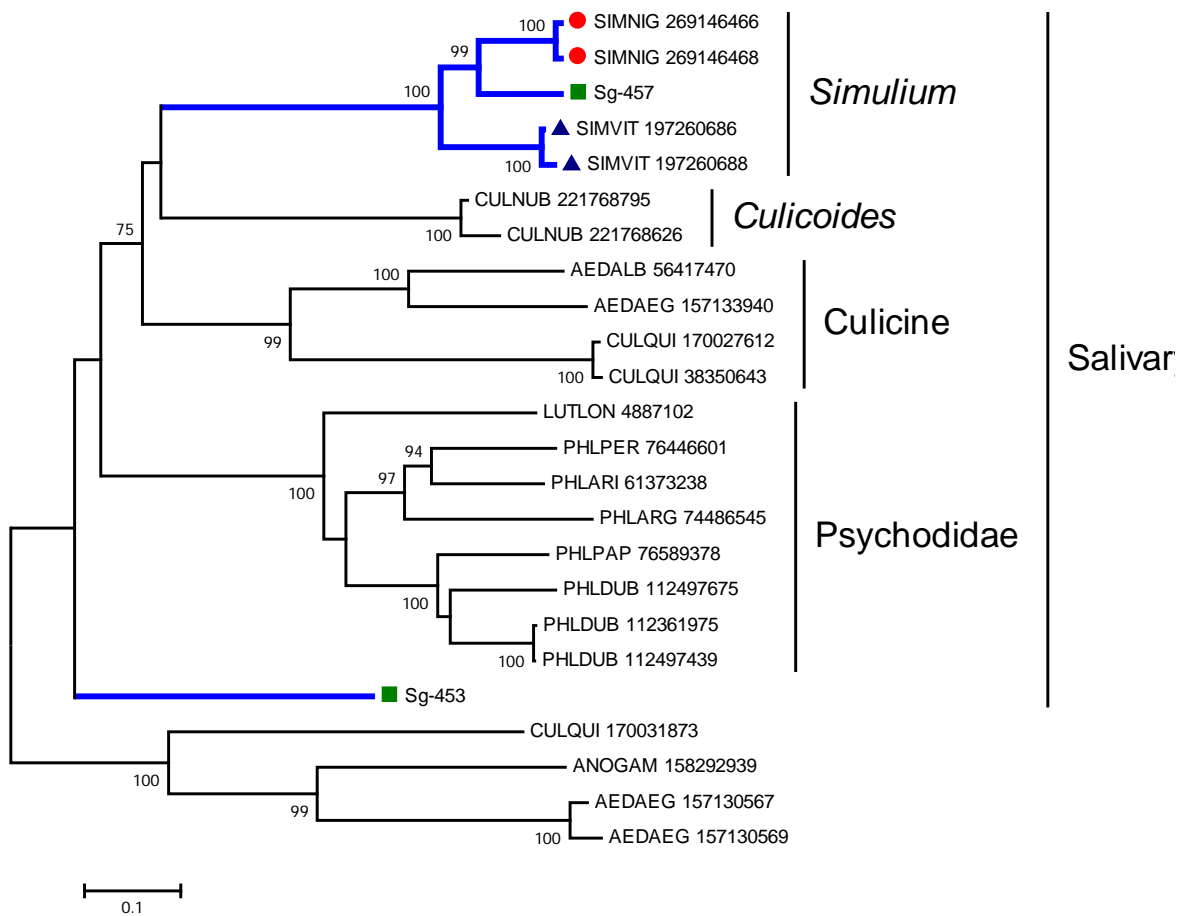 100
SIMNIG 269146466
SIMNIG 269146468
99
Sg-457
100
SIMVIT 197260686
100
SIMVIT 197260688
Simulium
CULNUB 221768795
100
CULNUB 221768626
Culicoides
75
100
AEDALB 56417470
AEDAEG 157133940
99
CULQUI 170027612
100
CULQUI 38350643
Culicine
LUTLON 4887102
94
PHLPER 76446601
97
PHLARI 61373238
100
PHLARG 74486545
PHLPAP 76589378
100
PHLDUB 112497675
PHLDUB 112361975
100
PHLDUB 112497439
Psychodidae
Sg-453
Salivar
CULQUI 170031873
100
ANOGAM 158292939
99
AEDAEG 157130567
100
AEDAEG 157130569
0.1